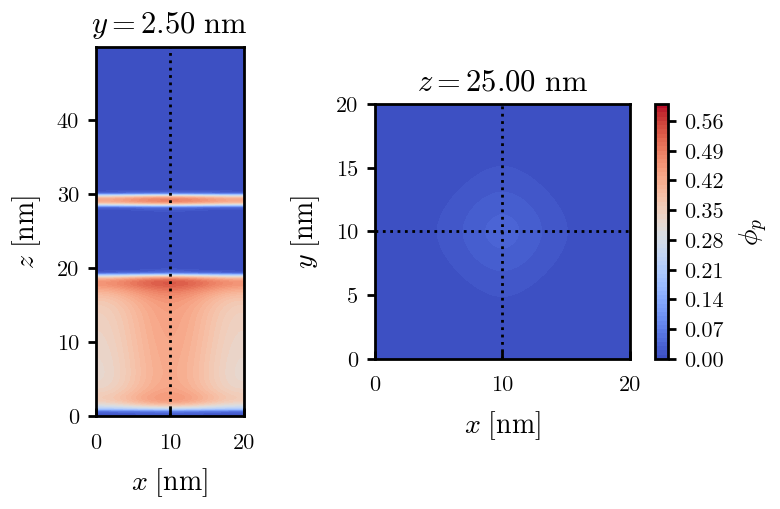 y = 2.50 nm
40
30
20
10
0
z [nm]
0 10 20
x [nm]
z = 25.00 nm
20
15
10
5
0
y [nm]
0 10 20
x [nm]
0.56
0.49
0.42
0.35
0.28
0.21
0.14
0.07
0.00
ϕp